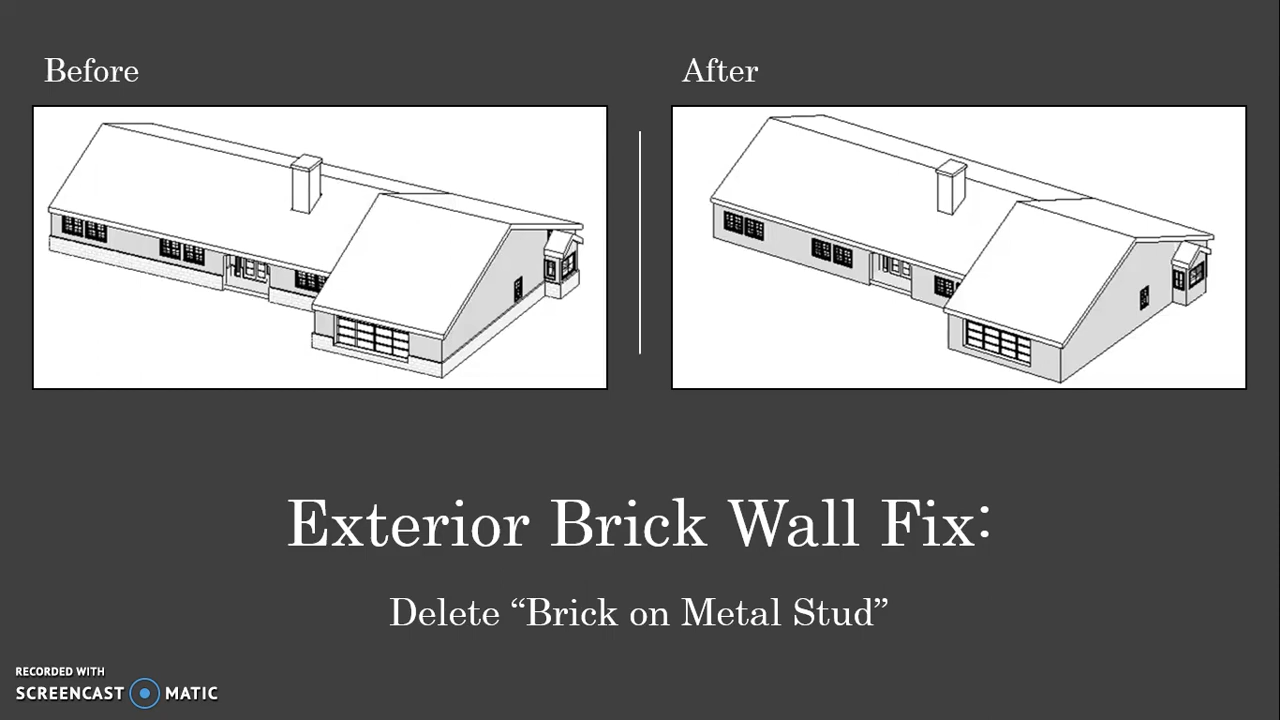 Before
After
Exterior Brick Wall Fix:
Delete “Brick on Metal Stud”
RECORDED WITH
SCREENCAST MATIC